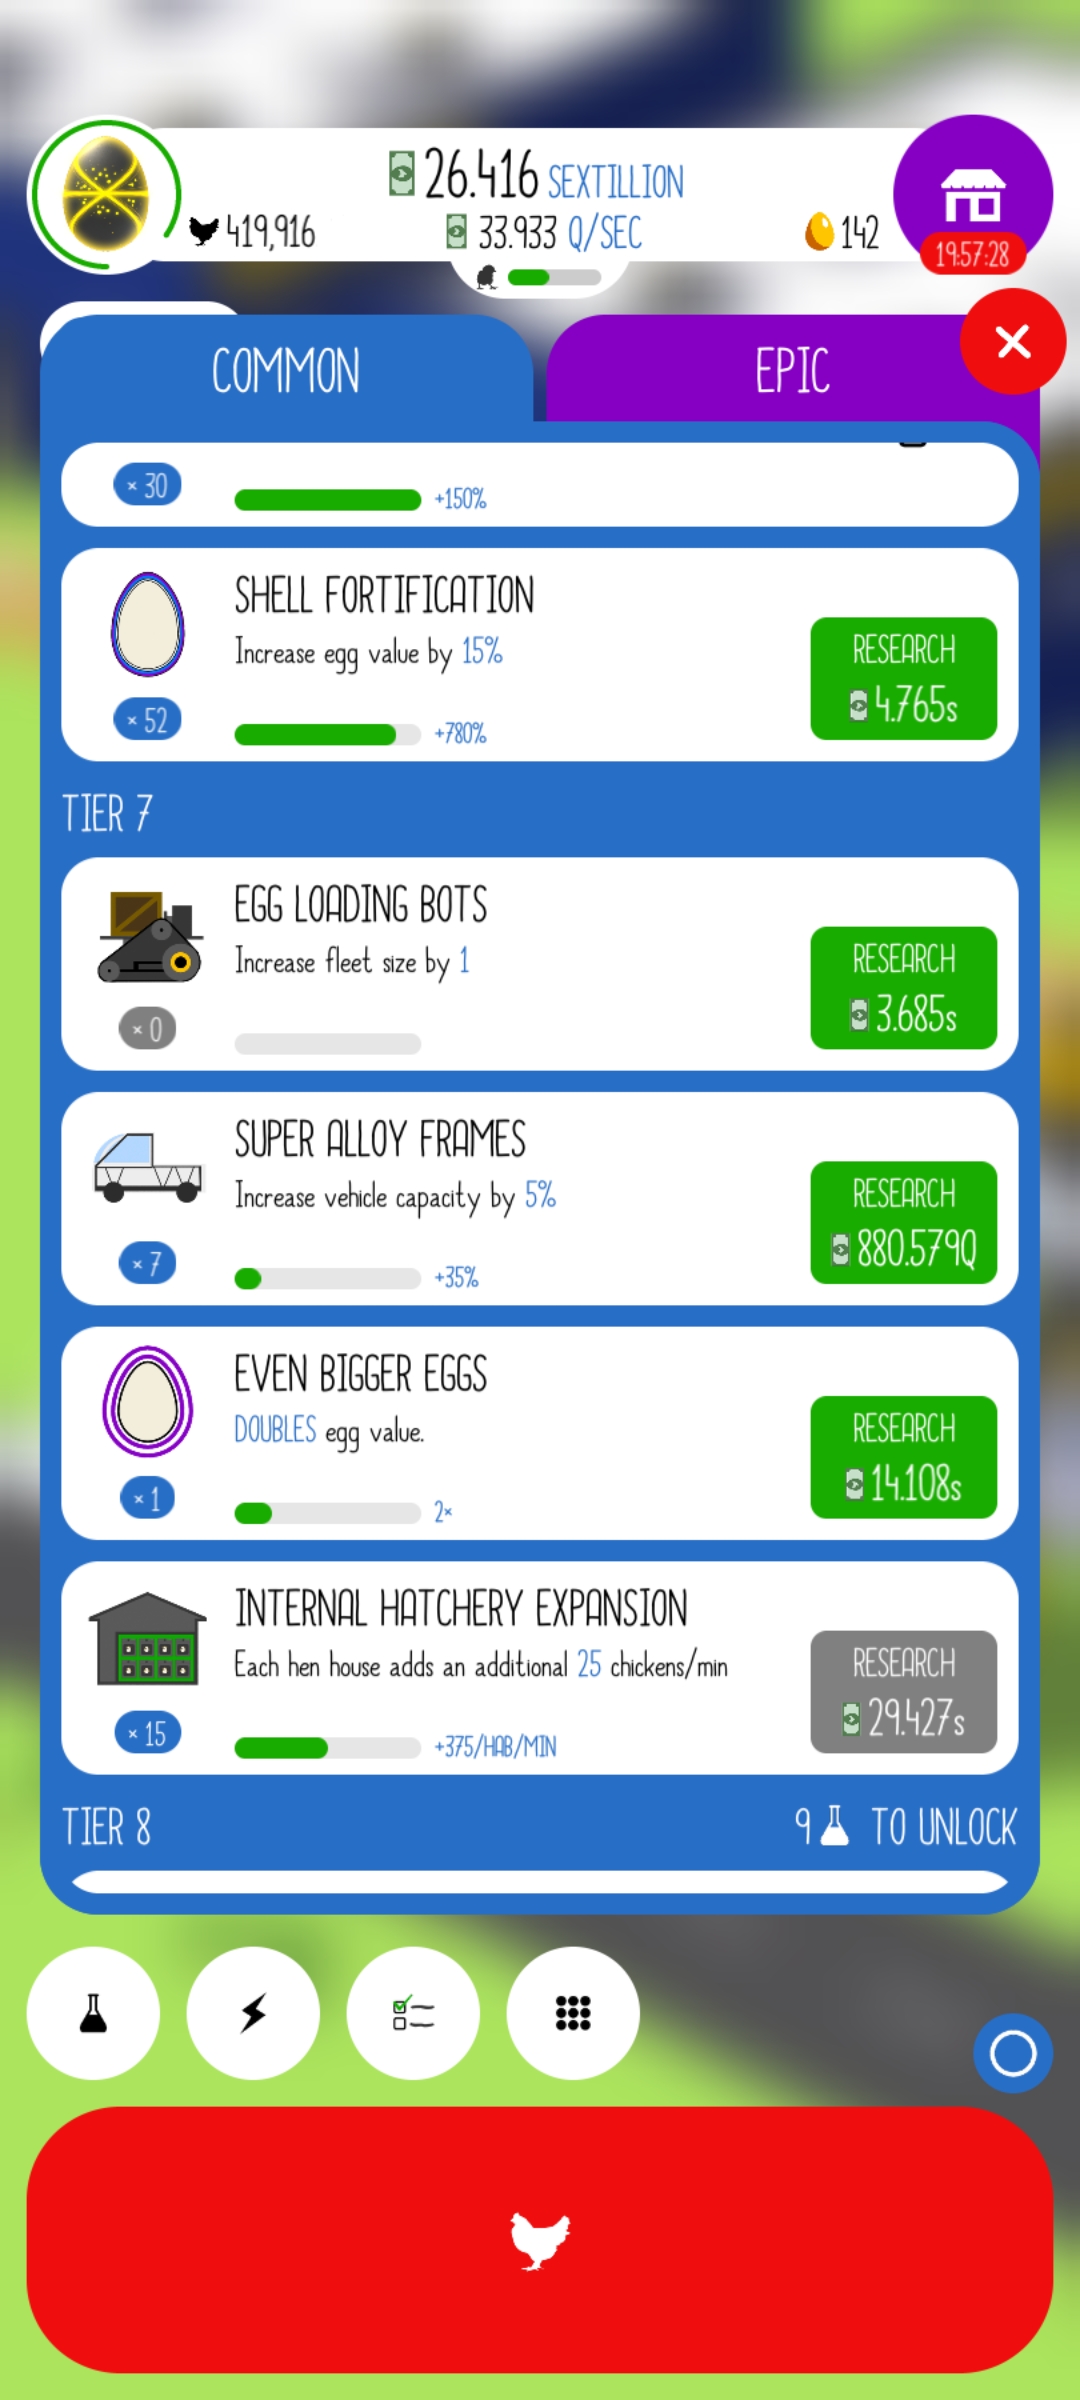 26.416 SEXTILLION
419,916
33.933 Q/SEC
142
19:57:28
COMMON
EPIC
× 30
+150%
SHELL FORTIFICATION
Increase egg value by 15%
RESEARCH
4.765s
× 52
+780%
TIER 7
EGG LOADING BOTS
Increase fleet size by 1
RESEARCH
3.685s
× 0
SUPER ALLOY FRAMES
Increase vehicle capacity by 5%
RESEARCH
880.579Q
× 7
+35%
EVEN BIGGER EGGS
DOUBLES egg value.
RESEARCH
14.108s
× 1
2×
INTERNAL HATCHERY EXPANSION
Each hen house adds an additional 25 chickens/min
RESEARCH
29.427s
× 15
+375/HAB/MIN
TIER 8
9 TO UNLOCK